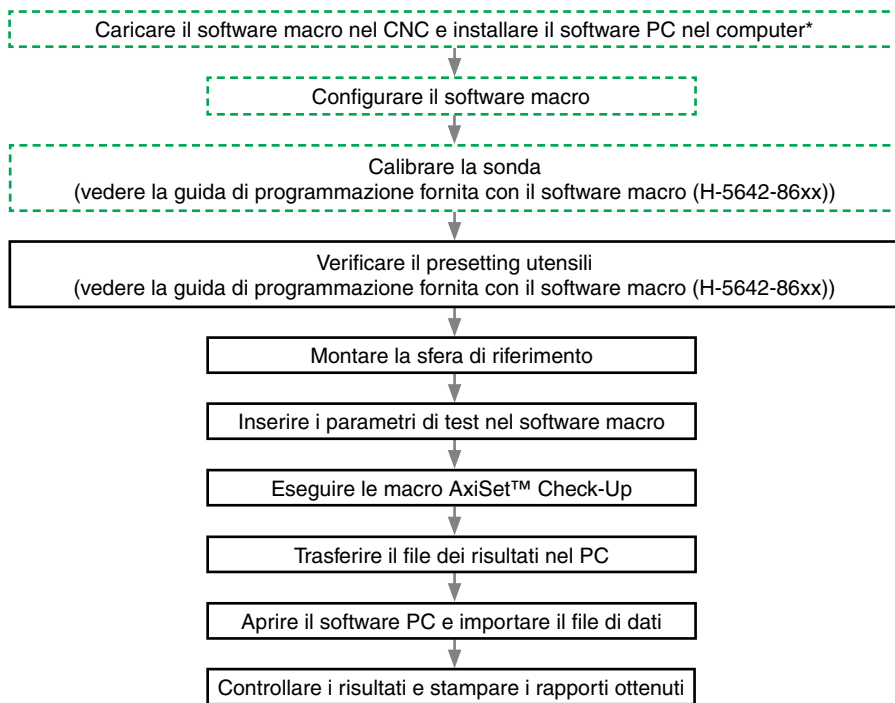 Caricare il software macro nel CNC e installare il software PC nel computer*
Configurare il software macro
Calibrare la sonda
(vedere la guida di programmazione fornita con il software macro (H-5642-86xx))
Verificare il presetting utensili
(vedere la guida di programmazione fornita con il software macro (H-5642-86xx))
Montare la sfera di riferimento
Inserire i parametri di test nel software macro
Eseguire le macro AxiSet™ Check-Up
Trasferire il file dei risultati nel PC
Aprire il software PC e importare il file di dati
Controllare i risultati e stampare i rapporti ottenuti